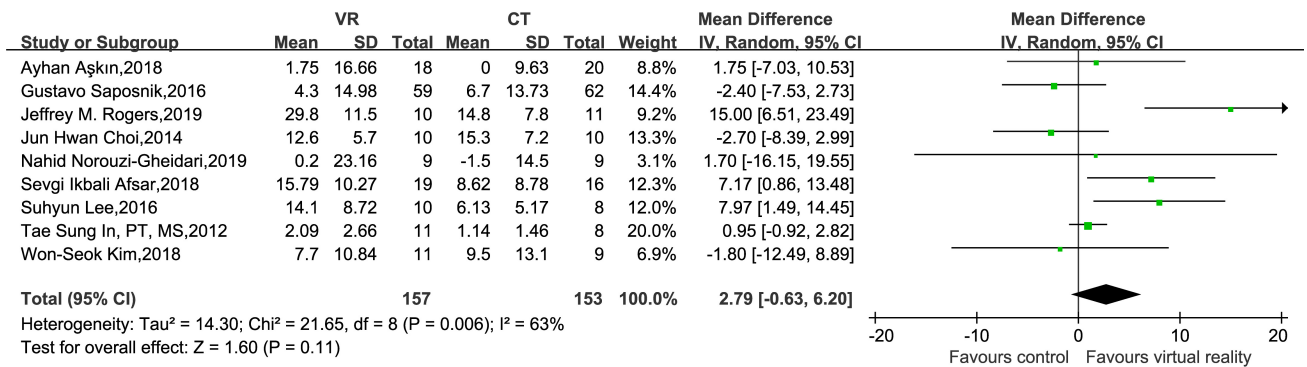 VR CT Mean Difference Mean Difference
Study or Subgroup Mean SD Total Mean SD Total Weight IV, Random, 95% CI IV, Random, 95% CI
Ayhan Aşkın,2018 1.75 16.66 18 0 9.63 20 8.8% 1.75 [-7.03, 10.53]
Gustavo Saposnik,2016 4.3 14.98 59 6.7 13.73 62 14.4% -2.40 [-7.53, 2.73]
Jeffrey M. Rogers,2019 29.8 11.5 10 14.8 7.8 11 9.2% 15.00 [6.51, 23.49]
Jun Hwan Choi,2014 12.6 5.7 10 15.3 7.2 10 13.3% -2.70 [-8.39, 2.99]
Nahid Norouzi-Gheidari,2019 0.2 23.16 9 -1.5 14.5 9 3.1% 1.70 [-16.15, 19.55]
Sevgi Ikbali Afsar,2018 15.79 10.27 19 8.62 8.78 16 12.3% 7.17 [0.86, 13.48]
Suhyun Lee,2016 14.1 8.72 10 6.13 5.17 8 12.0% 7.97 [1.49, 14.45]
Tae Sung In, PT, MS,2012 2.09 2.66 11 1.14 1.46 8 20.0% 0.95 [-0.92, 2.82]
Won-Seok Kim,2018 7.7 10.84 11 9.5 13.1 9 6.9% -1.80 [-12.49, 8.89]
Total (95% CI) 157 153 100.0% 2.79 [-0.63, 6.20]
Heterogeneity: Tau² = 14.30; Chi² = 21.65, df = 8 (P = 0.006); I² = 63%
Test for overall effect: Z = 1.60 (P = 0.11)
-20 -10 0 10 20
Favours control Favours virtual reality